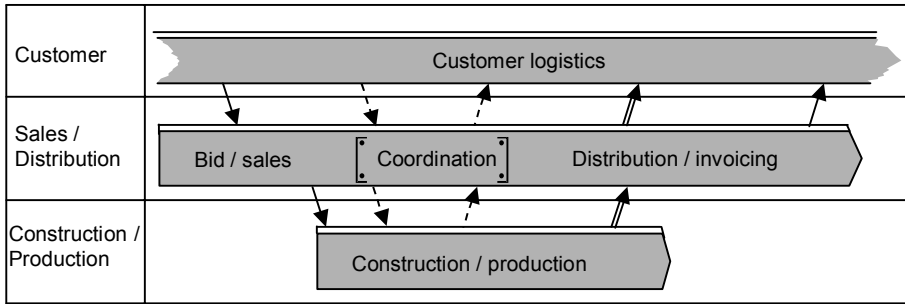 Customer
Customer logistics
Sales /
Distribution
Bid / sales
Coordination
Distribution / invoicing
Construction /
Production
Construction / production